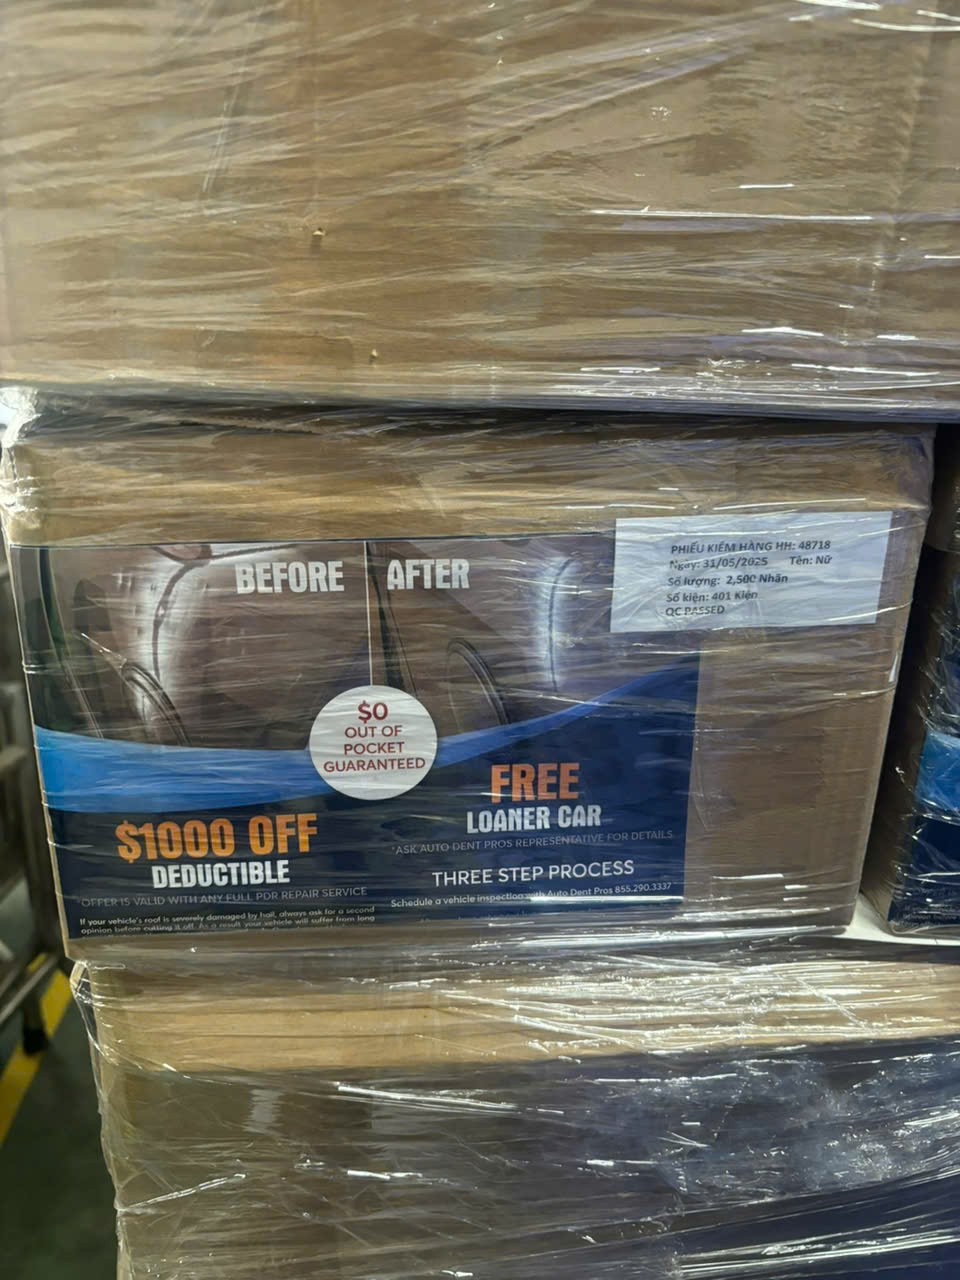 BEFORE
AFTER
PHIẾU KIỂM HÀNG HH: 48718
Ngày: 31/05/2025 Tên: Nữ
Số lượng: 2,500 Nhãn
Số kiện: 401 Kiện
QC PASSED
$0
OUT OF
POCKET
GUARANTEED
$1000 OFF
DEDUCTIBLE
*OFFER IS VALID WITH ANY FULL PDR REPAIR SERVICE
If your vehicle's roof is severely damaged by hail, always ask for a second
opinion before cutting it off. As a result your vehicle will suffer from long
FREE
LOANER CAR
*ASK AUTO DENT PROS REPRESENTATIVE FOR DETAILS
THREE STEP PROCESS
Schedule a vehicle inspection with Auto Dent Pros 855.290.3337